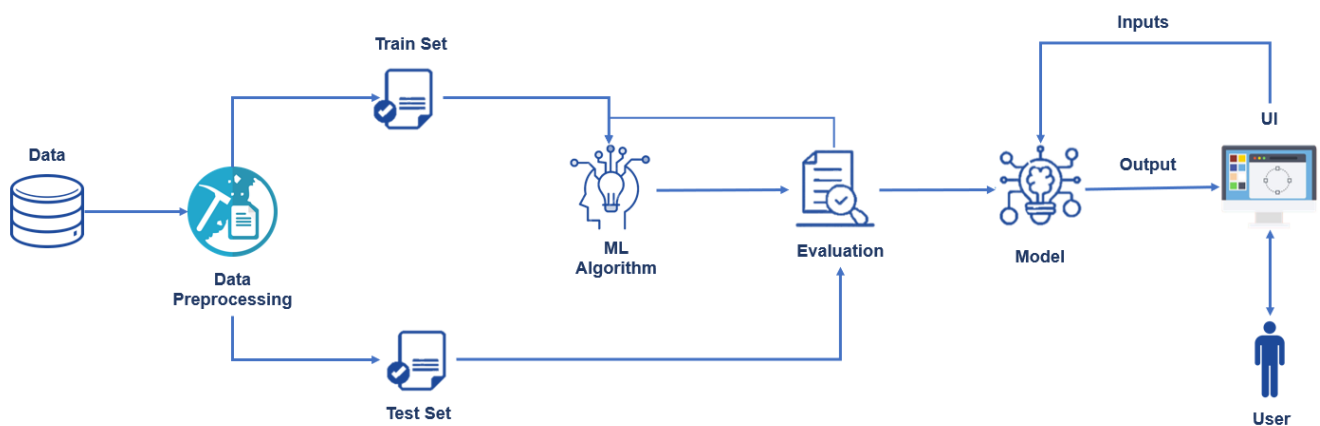 Inputs
Train Set
UI
Data
Output
ML
Algorithm
Evaluation
Model
Data
Preprocessing
Test Set
User